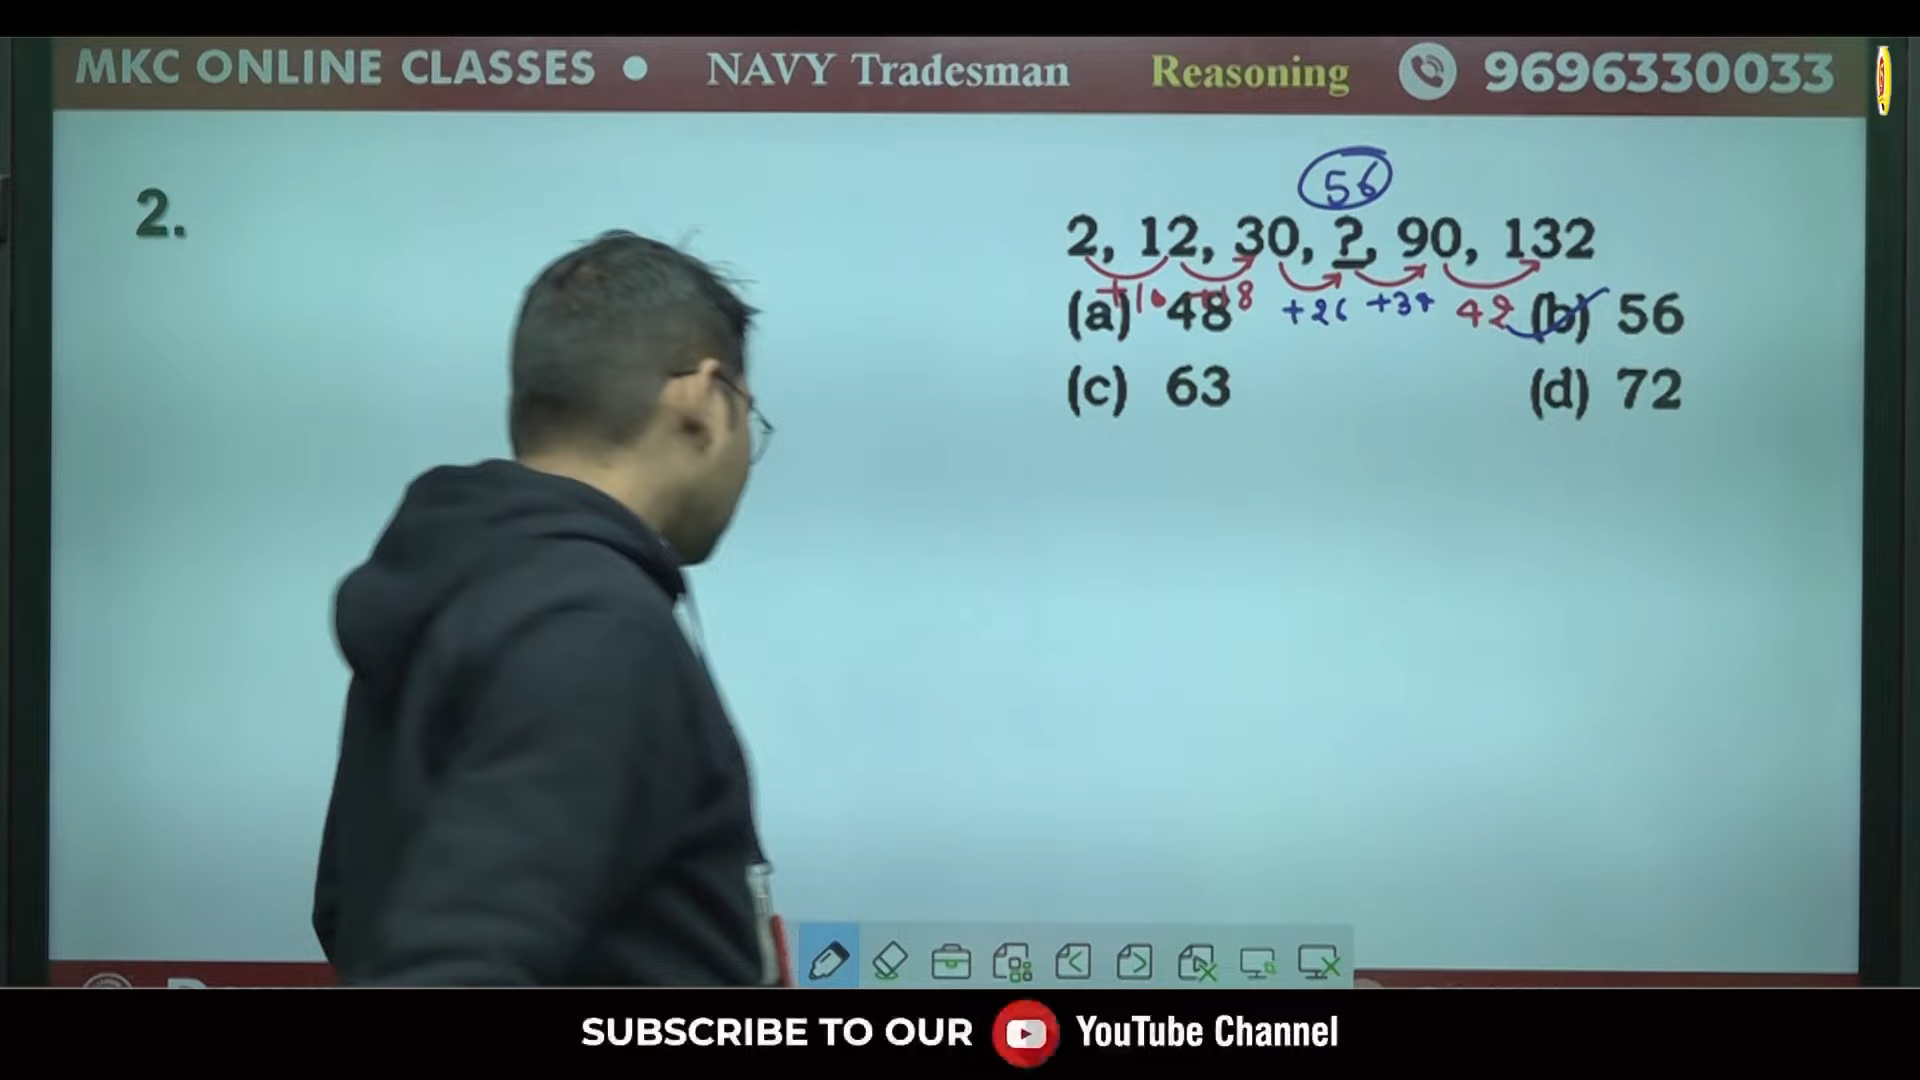 MKC ONLINE CLASSES • NAVY Tradesman Reasoning 9696330033
56
2. 2, 12, 30, ?, 90, 132
+10 +18 +26 +34 42
(a) 48 (b) 56
(c) 63 (d) 72
SUBSCRIBE TO OUR YouTube Channel